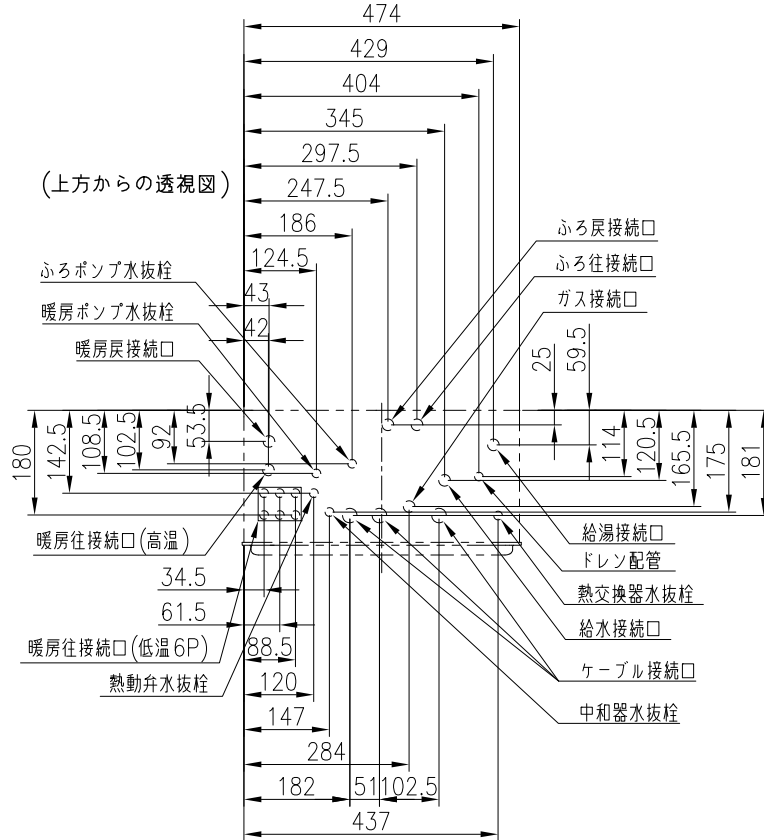 474
429
404
345
297.5
(上方からの透視図)
247.5
186
ふろ戻接続口
124.5
ふろポンプ水抜栓
ふろ往接続口
43
ガス接続口
暖房ポンプ水抜栓
42
暖房戻接続口
25
59.5
180
142.5
108.5
102.5
92
53.5
114
120.5
165.5
175
181
暖房往接続口(高温)
給湯接続口
ドレン配管
34.5
熱交換器水抜栓
61.5
給水接続口
暖房往接続口(低温6P)
88.5
ケーブル接続口
熱動弁水抜栓
120
中和器水抜栓
147
284
182
51
102.5
437